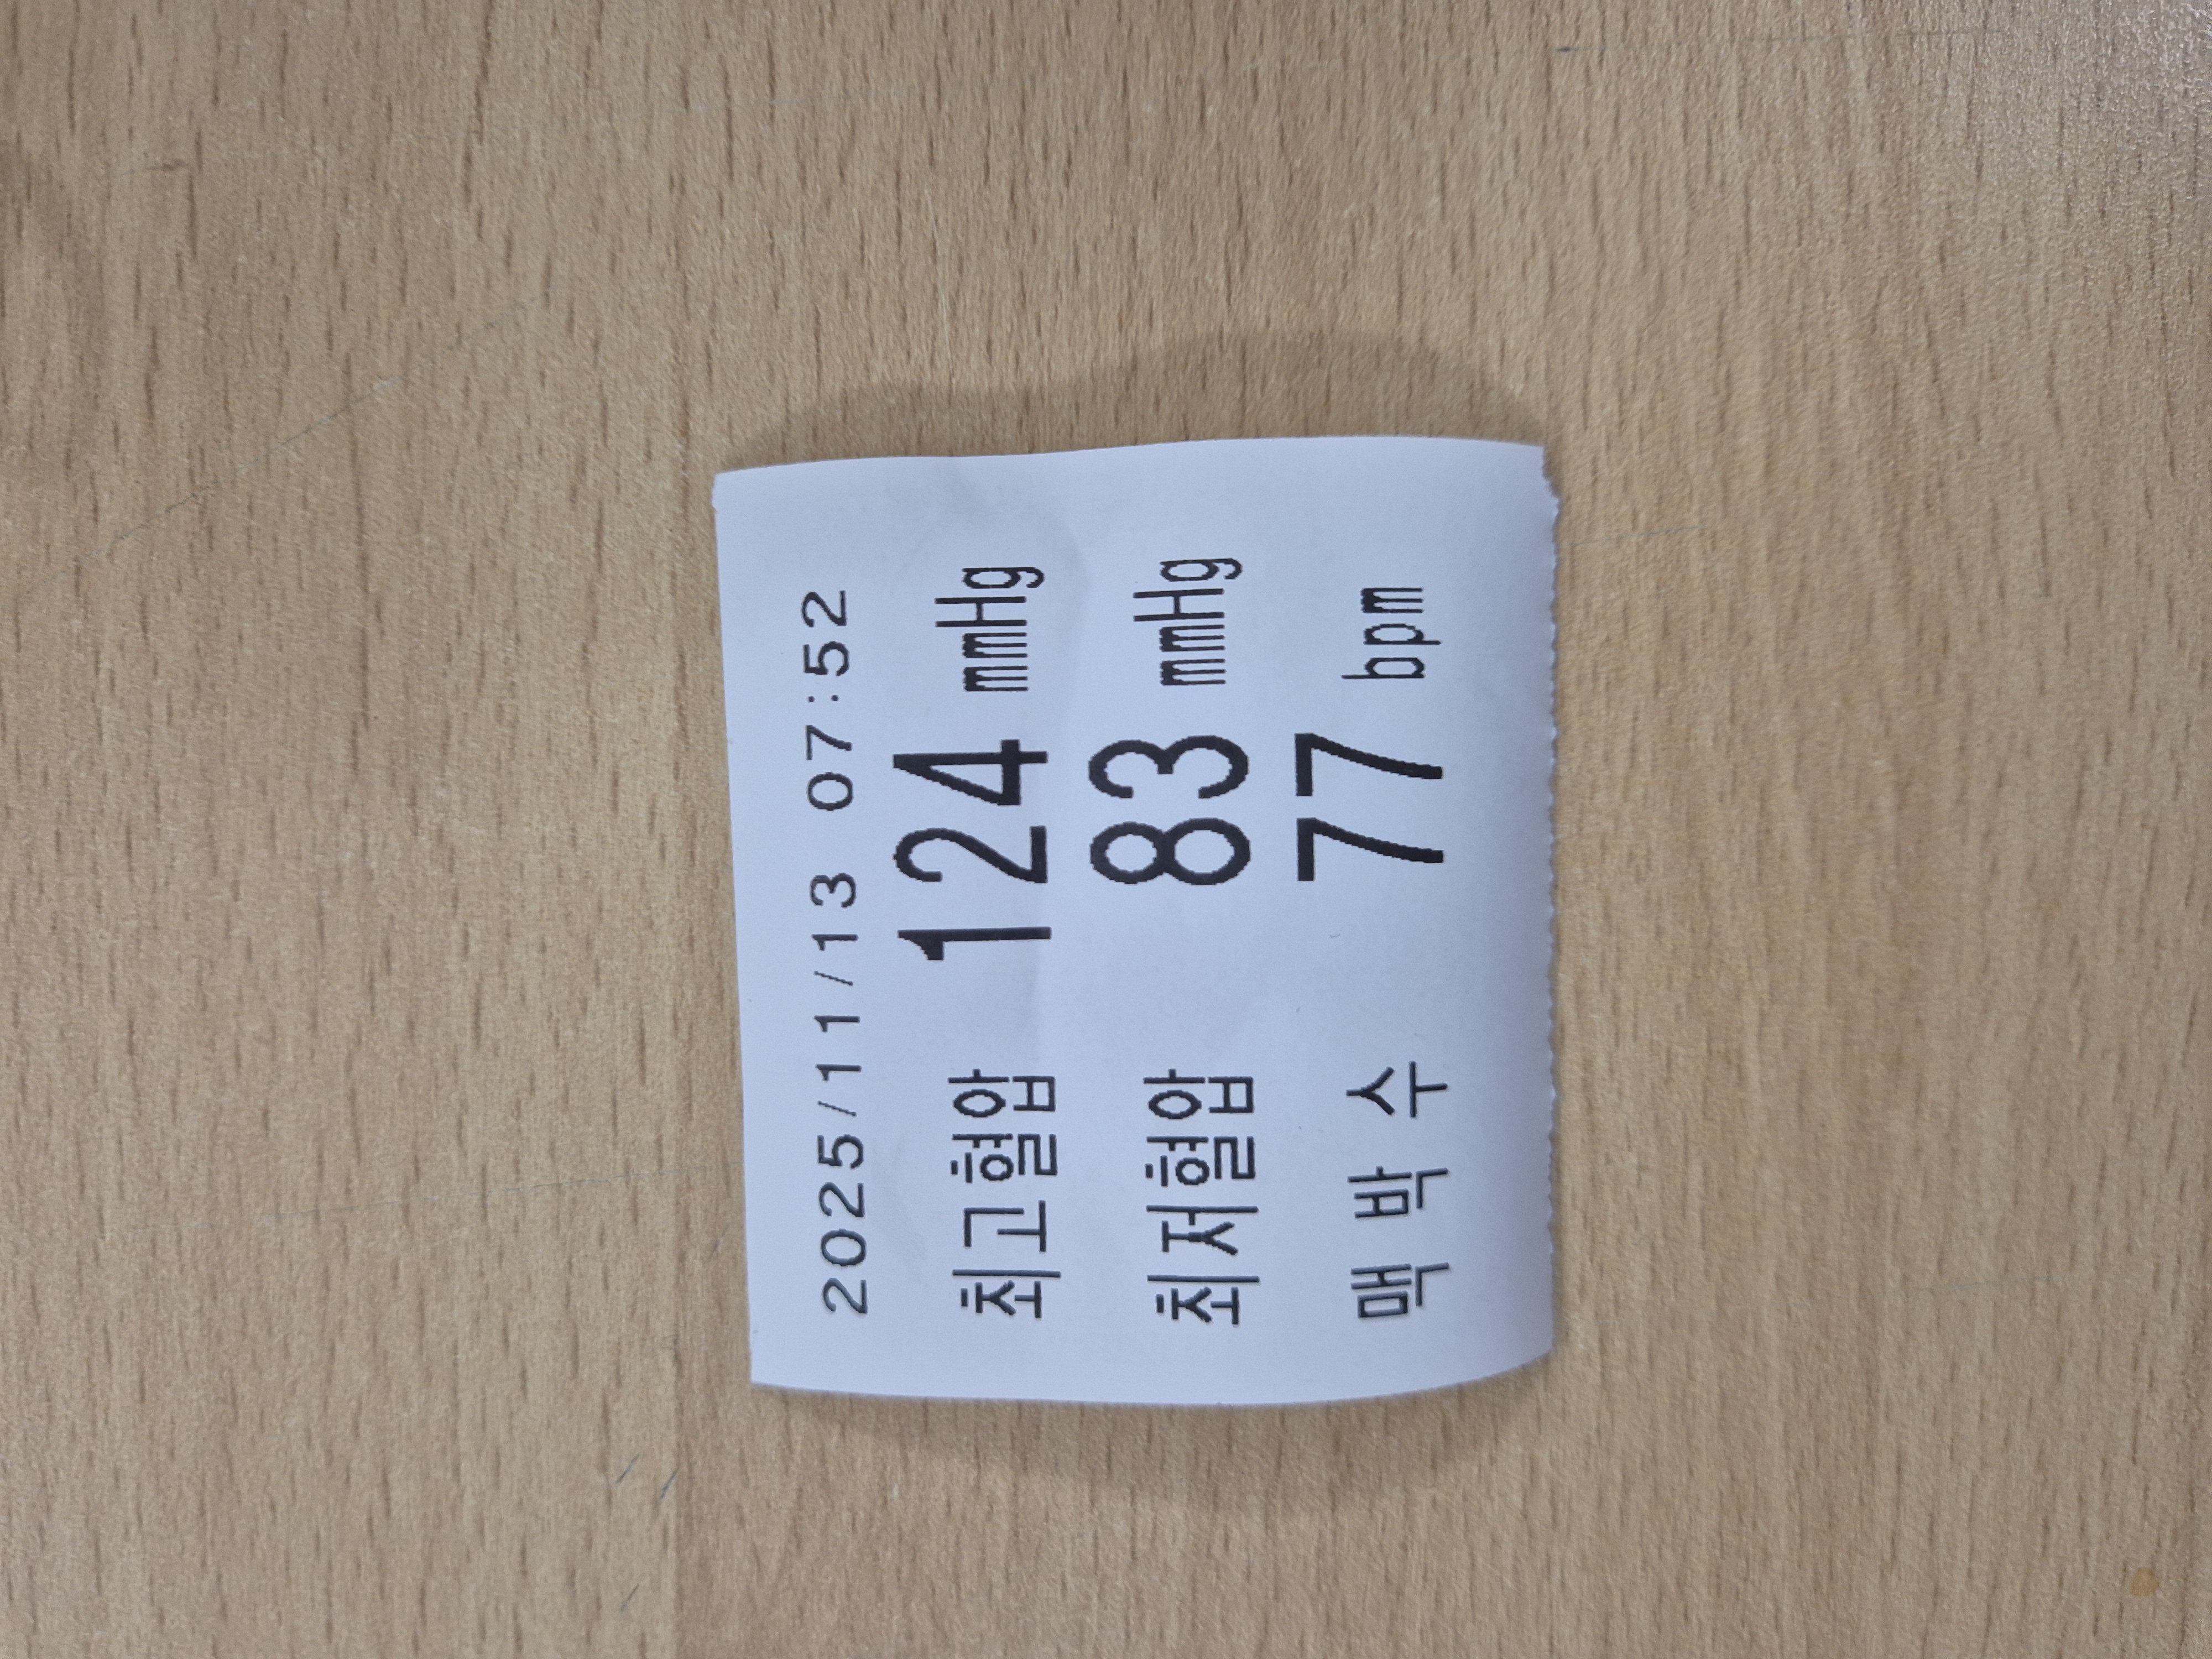 2025/11/13 07:52
최고혈압 124 mmHg
최저혈압 83 mmHg
맥 박 수 77 bpm